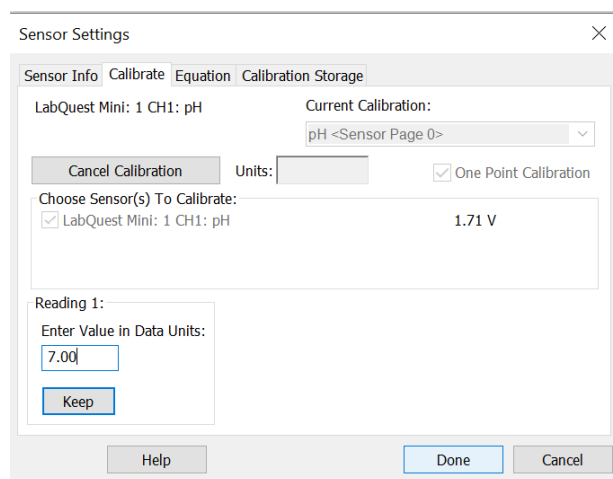 Sensor Settings
Sensor Info Calibrate Equation Calibration Storage
LabQuest Mini: 1 CH1: pH
Current Calibration:
pH <Sensor Page 0>
Cancel Calibration
Units:
One Point Calibration
Choose Sensor(s) To Calibrate:
LabQuest Mini: 1 CH1: pH
1.71 V
Reading 1:
Enter Value in Data Units:
7.00
Keep
Help
Done
Cancel